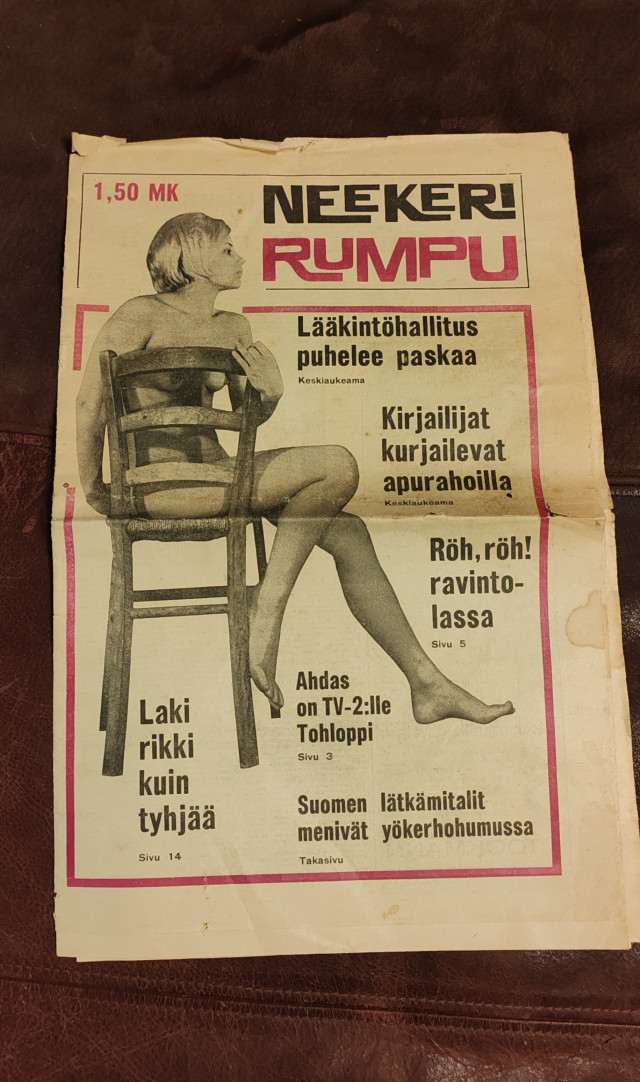 1,50 MK
NEEKERI
RUMPU
Lääkintöhallitus
puhelee paskaa
Keskiaukeama
Kirjailijat
kurjailevat
apurahoilla
Keskiaukeama
Röh, röh!
ravinto-
lassa
Sivu 5
Ahdas
on TV-2:lle
Tohloppi
Sivu 3
Laki
rikki
kuin
tyhjää
Sivu 14
Suomen lätkämitalit
menivät yökerhohumussa
Takasivu